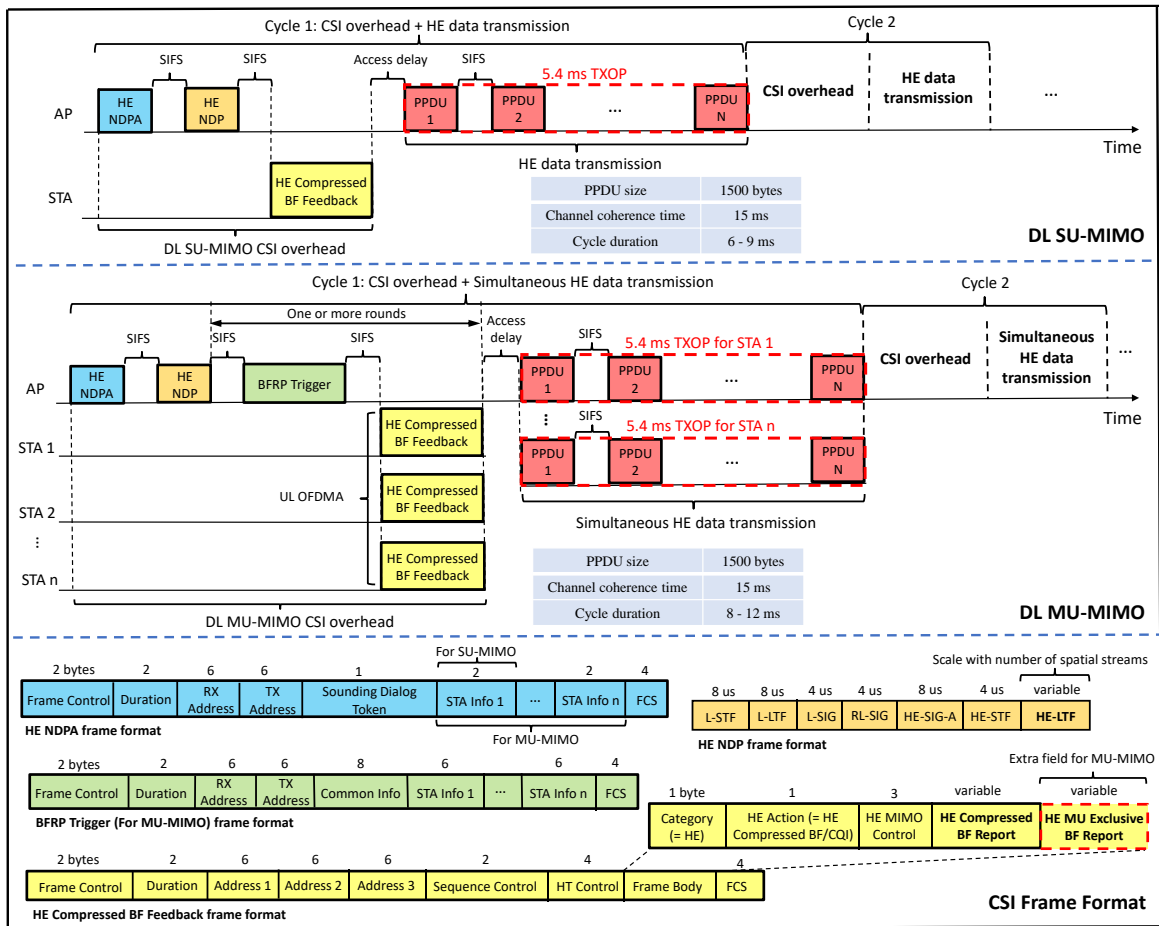 Cycle 1: CSI overhead + HE data transmission
Cycle 2
SIFS
SIFS
Access delay
SIFS
5.4 ms TXOP
AP
HE NDPA
HE NDP
PPDU 1
PPDU 2
...
PPDU N
CSI overhead
HE data transmission
...
Time
HE data transmission
STA
HE Compressed BF Feedback
PPDU size 1500 bytes
Channel coherence time 15 ms
Cycle duration 6 - 9 ms
DL SU-MIMO CSI overhead
DL SU-MIMO
Cycle 1: CSI overhead + Simultaneous HE data transmission
Cycle 2
One or more rounds
Access delay
SIFS
SIFS
SIFS
SIFS
5.4 ms TXOP for STA 1
AP
HE NDPA
HE NDP
BFRP Trigger
PPDU 1
PPDU 2
...
PPDU N
CSI overhead
Simultaneous HE data transmission
...
Time
...
SIFS
5.4 ms TXOP for STA n
STA 1
HE Compressed BF Feedback
PPDU 1
PPDU 2
...
PPDU N
UL OFDMA
STA 2
HE Compressed BF Feedback
Simultaneous HE data transmission
...
STA n
HE Compressed BF Feedback
PPDU size 1500 bytes
Channel coherence time 15 ms
Cycle duration 8 - 12 ms
DL MU-MIMO CSI overhead
DL MU-MIMO
For SU-MIMO
2 bytes 2 6 6 1 2 2 4
Frame Control Duration RX Address TX Address Sounding Dialog Token STA Info 1 ... STA Info n FCS
HE NDPA frame format
For MU-MIMO
Scale with number of spatial streams
8 us 8 us 4 us 4 us 8 us 4 us variable
L-STF L-LTF L-SIG RL-SIG HE-SIG-A HE-STF HE-LTF
HE NDP frame format
2 bytes 2 6 6 8 6 6 4
Frame Control Duration RX Address TX Address Common Info STA Info 1 ... STA Info n FCS
BFRP Trigger (For MU-MIMO) frame format
Extra field for MU-MIMO
1 byte 1 3 variable variable
Category (= HE) HE Action (= HE Compressed BF/CQI) HE MIMO Control HE Compressed BF Report HE MU Exclusive BF Report
2 bytes 2 6 6 6 2 4 4
Frame Control Duration Address 1 Address 2 Address 3 Sequence Control HT Control Frame Body FCS
HE Compressed BF Feedback frame format
CSI Frame Format